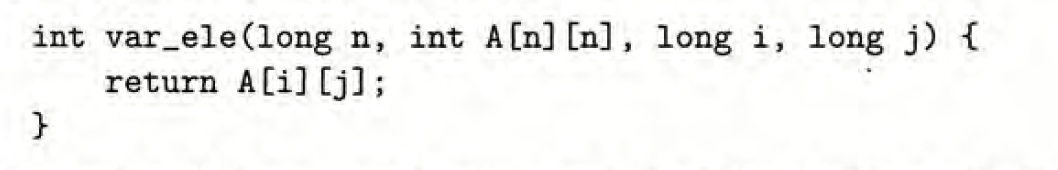 int var_ele(long n, int A[n][n], long i, long j) {
    return A[i][j];
}